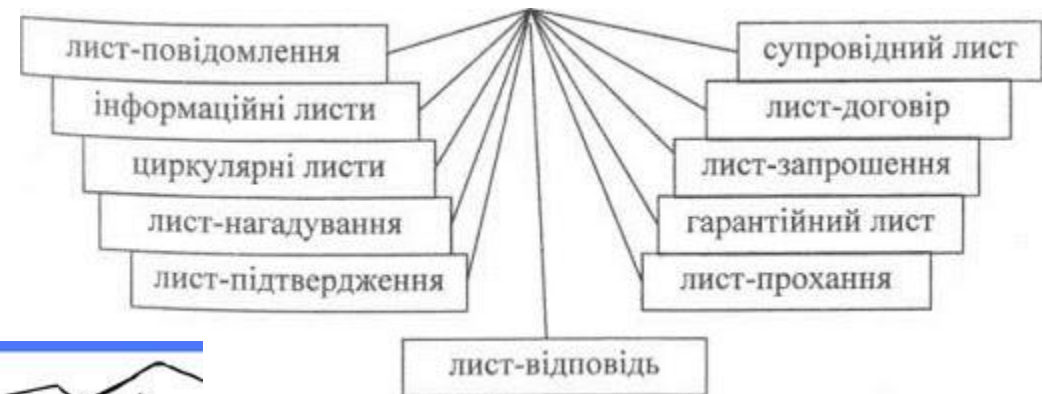 лист-повідомлення
інформаційні листи
циркулярні листи
лист-нагадування
лист-підтвердження
супровідний лист
лист-договір
лист-запрошення
гарантійний лист
лист-прохання
лист-відповідь